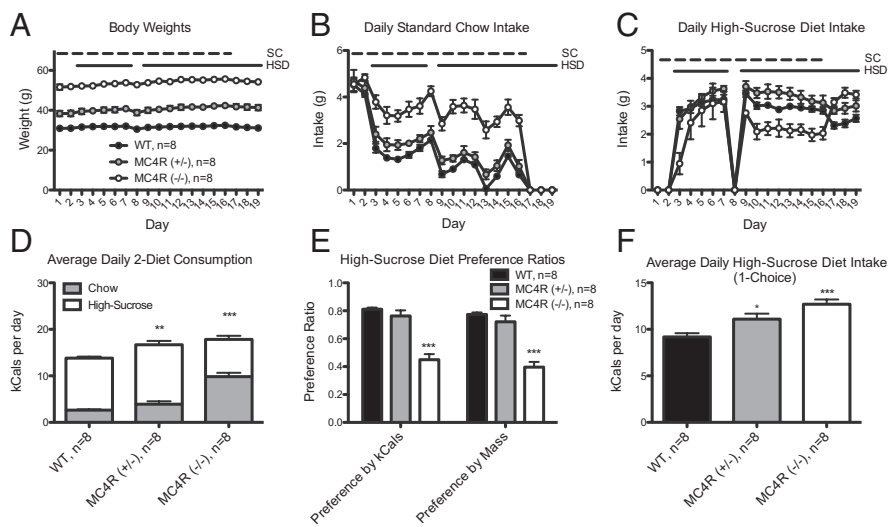 A
Body Weights
SC
HSD
Weight (g)
60
40
20
0
WT, n=8
MC4R (+/-), n=8
MC4R (-/-), n=8
1 2 3 4 5 6 7 8 9 10 11 12 13 14 15 16 17 18 19
Day
B
Daily Standard Chow Intake
SC
HSD
Intake (g)
6
4
2
0
1 2 3 4 5 6 7 8 9 10 11 12 13 14 15 16 17 18 19
Day
C
Daily High-Sucrose Diet Intake
SC
HSD
Intake (g)
5
4
3
2
1
0
1 2 3 4 5 6 7 8 9 10 11 12 13 14 15 16 17 18 19
Day
D
Average Daily 2-Diet Consumption
kCals per day
30
20
10
0
Chow
High-Sucrose
**
***
WT, n=8
MC4R (+/-), n=8
MC4R (-/-), n=8
E
High-Sucrose Diet Preference Ratios
Preference Ratio
1.0
0.8
0.6
0.4
0.2
0.0
WT, n=8
MC4R (+/-), n=8
MC4R (-/-), n=8
***
***
Preference by kCals
Preference by Mass
F
Average Daily High-Sucrose Diet Intake
(1-Choice)
kCals per day
15
10
5
0
*
***
WT, n=8
MC4R (+/-), n=8
MC4R (-/-), n=8